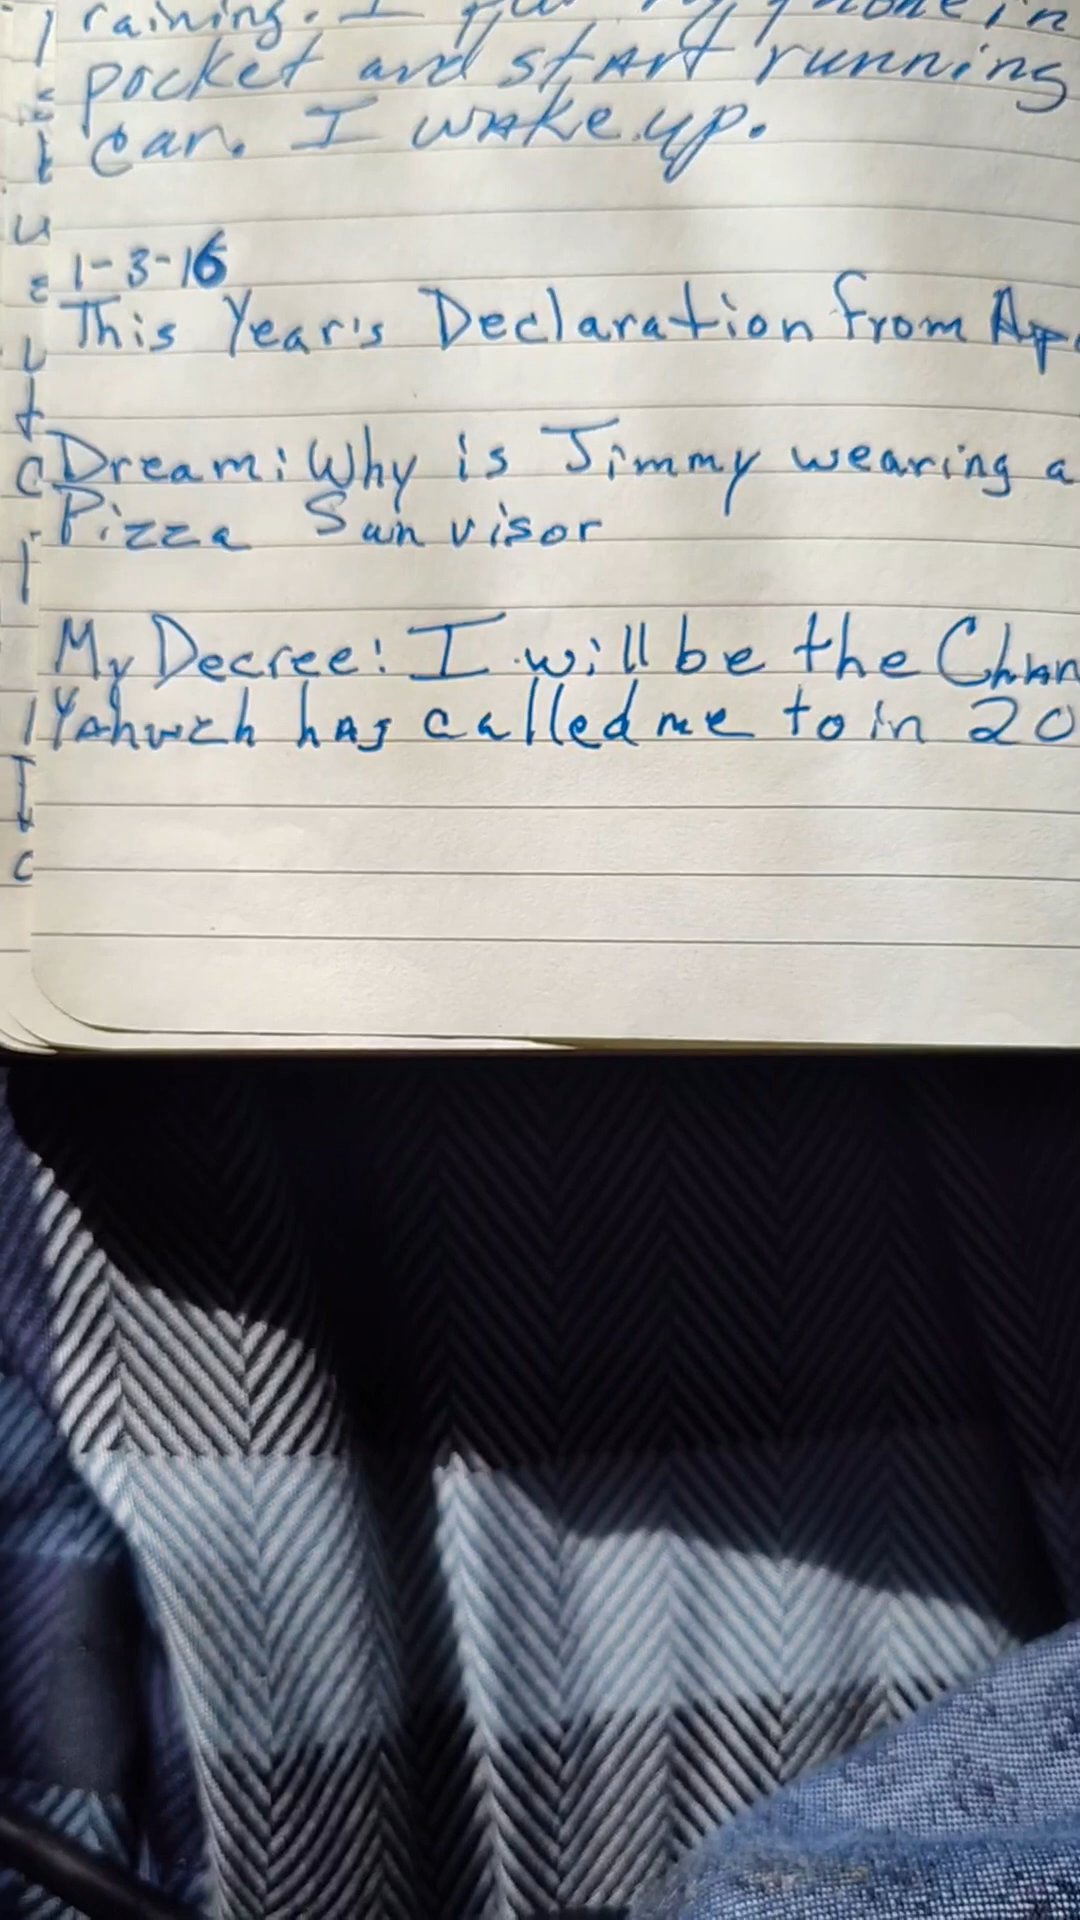 raining. I
pocket and start running
can. I wake up.
1-3-16
This Year's Declaration from
Dream: Why is Jimmy wearing a
Pizza Sun visor
My Decree: I will be the
Yahweh has called me to in 20